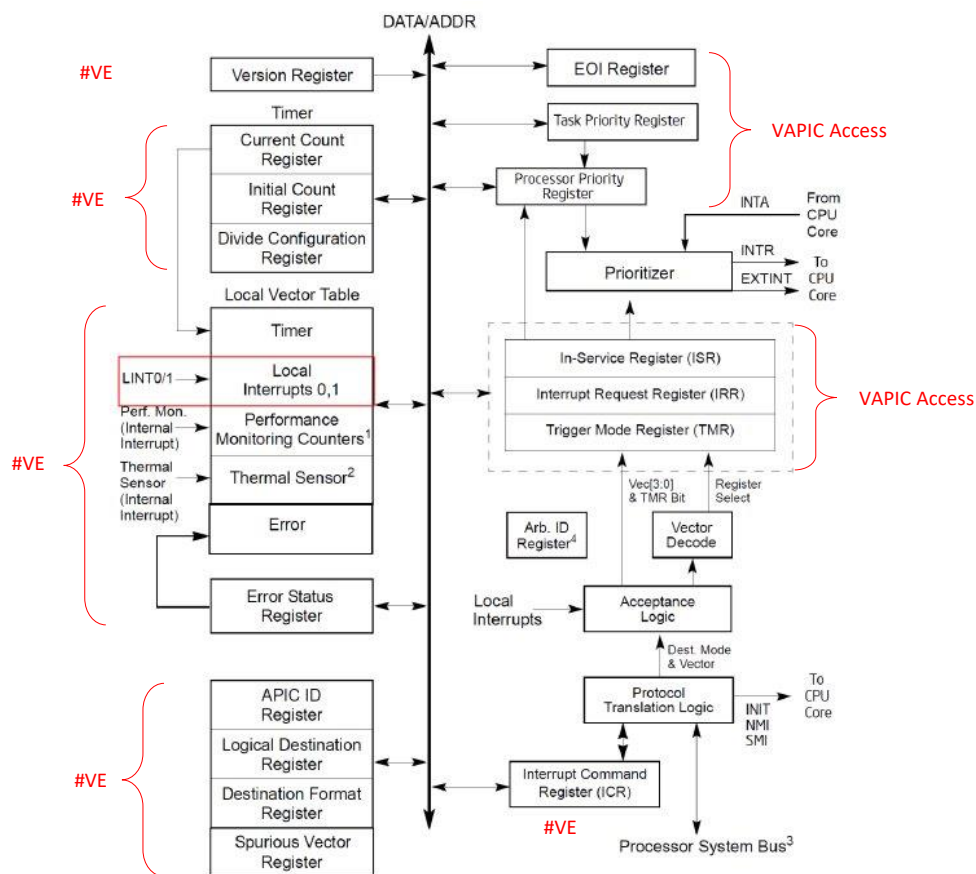 DATA/ADDR
#VE
Version Register
Timer
#VE
Current Count
Register
Initial Count
Register
Divide Configuration
Register
Local Vector Table
#VE
Timer
LINT0/1
Local
Interrupts 0,1
Perf. Mon.
(Internal
Interrupt)
Performance
Monitoring Counters1
Thermal
Sensor
(Internal
Interrupt)
Thermal Sensor2
Error
Error Status
Register
#VE
APIC ID
Register
Logical Destination
Register
Destination Format
Register
Spurious Vector
Register
EOI Register
Task Priority Register
Processor Priority
Register
VAPIC Access
INTA
From
CPU
Core
Prioritizer
INTR
EXTINT
To
CPU
Core
In-Service Register (ISR)
Interrupt Request Register (IRR)
Trigger Mode Register (TMR)
VAPIC Access
Vec[3:0]
& TMR Bit
Register
Select
Arb. ID
Register4
Vector
Decode
Local
Interrupts
Acceptance
Logic
Dest. Mode
& Vector
Protocol
Translation Logic
INIT
NMI
SMI
To
CPU
Core
Interrupt Command
Register (ICR)
#VE
Processor System Bus3